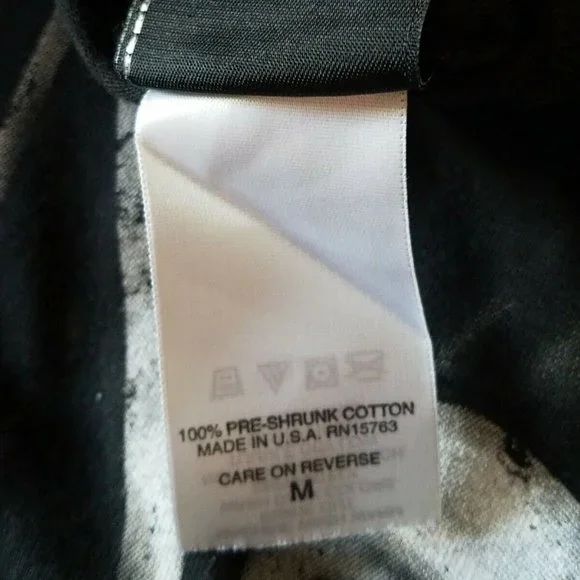 100% PRE-SHRUNK COTTON
MADE IN U.S.A. RN15763
CARE ON REVERSE
M